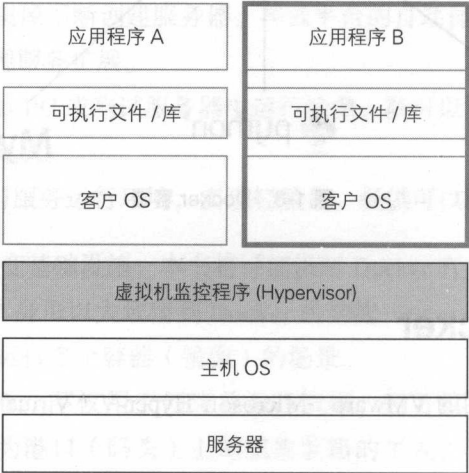 应用程序 A
应用程序 B
可执行文件 / 库
可执行文件 / 库
客户 OS
客户 OS
虚拟机监控程序 (Hypervisor)
主机 OS
服务器